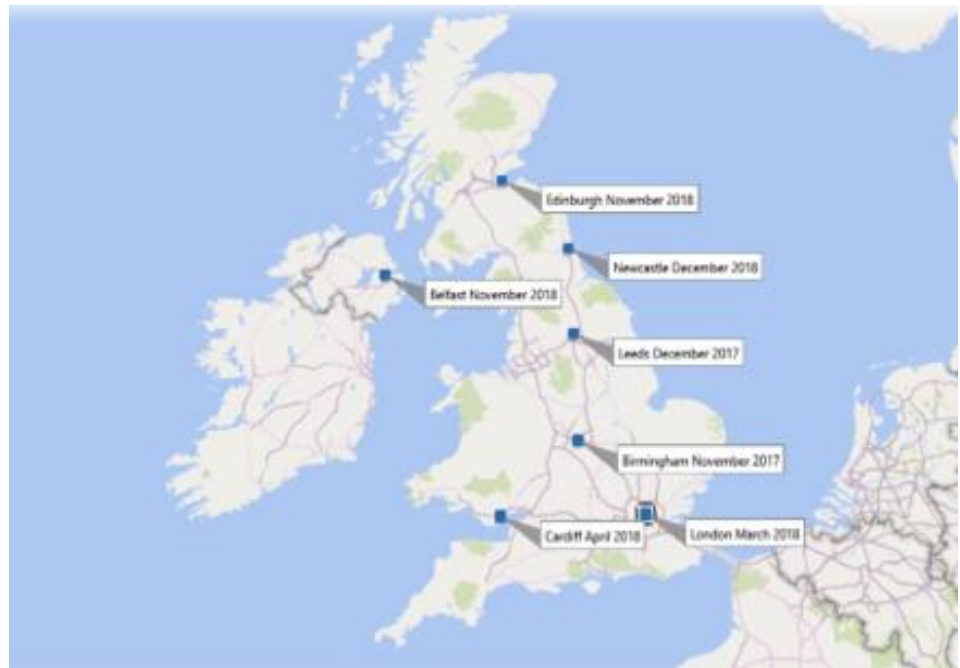 Edinburgh November 2018
Newcastle December 2018
Belfast November 2018
Leeds December 2017
Birmingham November 2017
Cardiff April 2018
London March 2018